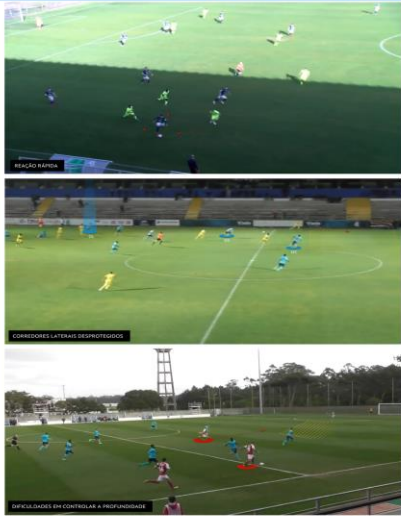 REAÇÃO RÁPIDA
CORREDORES LATERAIS DESPROTEGIDOS
DIFICULDADES EM CONTROLAR A PROFUNDIDADE